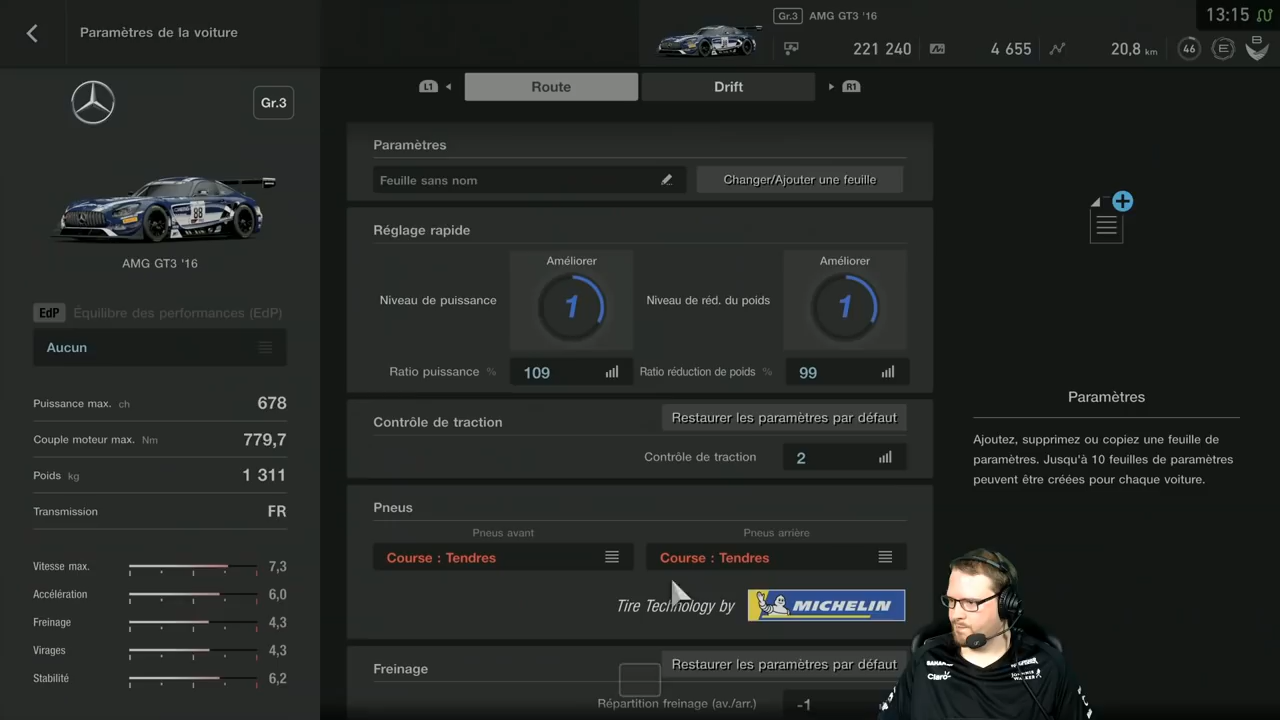 Paramètres de la voiture
Gr.3 AMG GT3 '16
13:15
221 240
4 655
20,8 km
46
E
B
L1
Route
Drift
R1
Gr.3
88
AMG GT3 '16
EdP Équilibre des performances (EdP)
Aucun
Puissance max. ch 678
Couple moteur max. Nm 779,7
Poids kg 1 311
Transmission FR
Vitesse max. 7,3
Accélération 6,0
Freinage 4,3
Virages 4,3
Stabilité 6,2
Paramètres
Feuille sans nom
Changer/Ajouter une feuille
Réglage rapide
Améliorer
Améliorer
Niveau de puissance 1
Niveau de réd. du poids 1
Ratio puissance % 109
Ratio réduction de poids % 99
Contrôle de traction
Restaurer les paramètres par défaut
Contrôle de traction 2
Pneus
Pneus avant
Pneus arrière
Course : Tendres
Course : Tendres
Tire Technology by MICHELIN
Freinage
Restaurer les paramètres par défaut
Répartition freinage (av./arr.) -1
Paramètres
Ajoutez, supprimez ou copiez une feuille de
paramètres. Jusqu'à 10 feuilles de paramètres
peuvent être créées pour chaque voiture.
Claro
JOHNNIE
WALKER